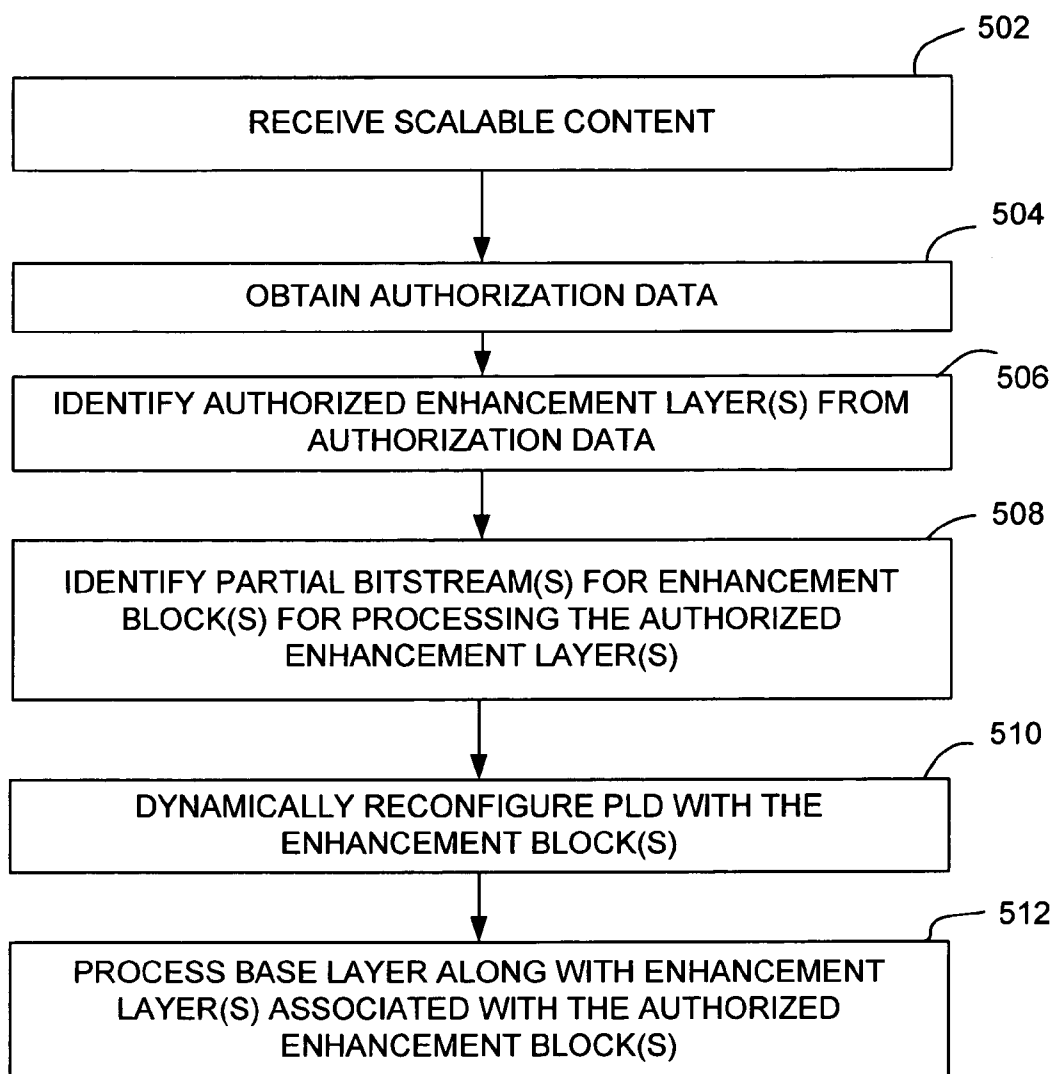 502
RECEIVE SCALABLE CONTENT
504
OBTAIN AUTHORIZATION DATA
506
IDENTIFY AUTHORIZED ENHANCEMENT LAYER(S) FROM
AUTHORIZATION DATA
508
IDENTIFY PARTIAL BITSTREAM(S) FOR ENHANCEMENT
BLOCK(S) FOR PROCESSING THE AUTHORIZED
ENHANCEMENT LAYER(S)
510
DYNAMICALLY RECONFIGURE PLD WITH THE
ENHANCEMENT BLOCK(S)
512
PROCESS BASE LAYER ALONG WITH ENHANCEMENT
LAYER(S) ASSOCIATED WITH THE AUTHORIZED
ENHANCEMENT BLOCK(S)